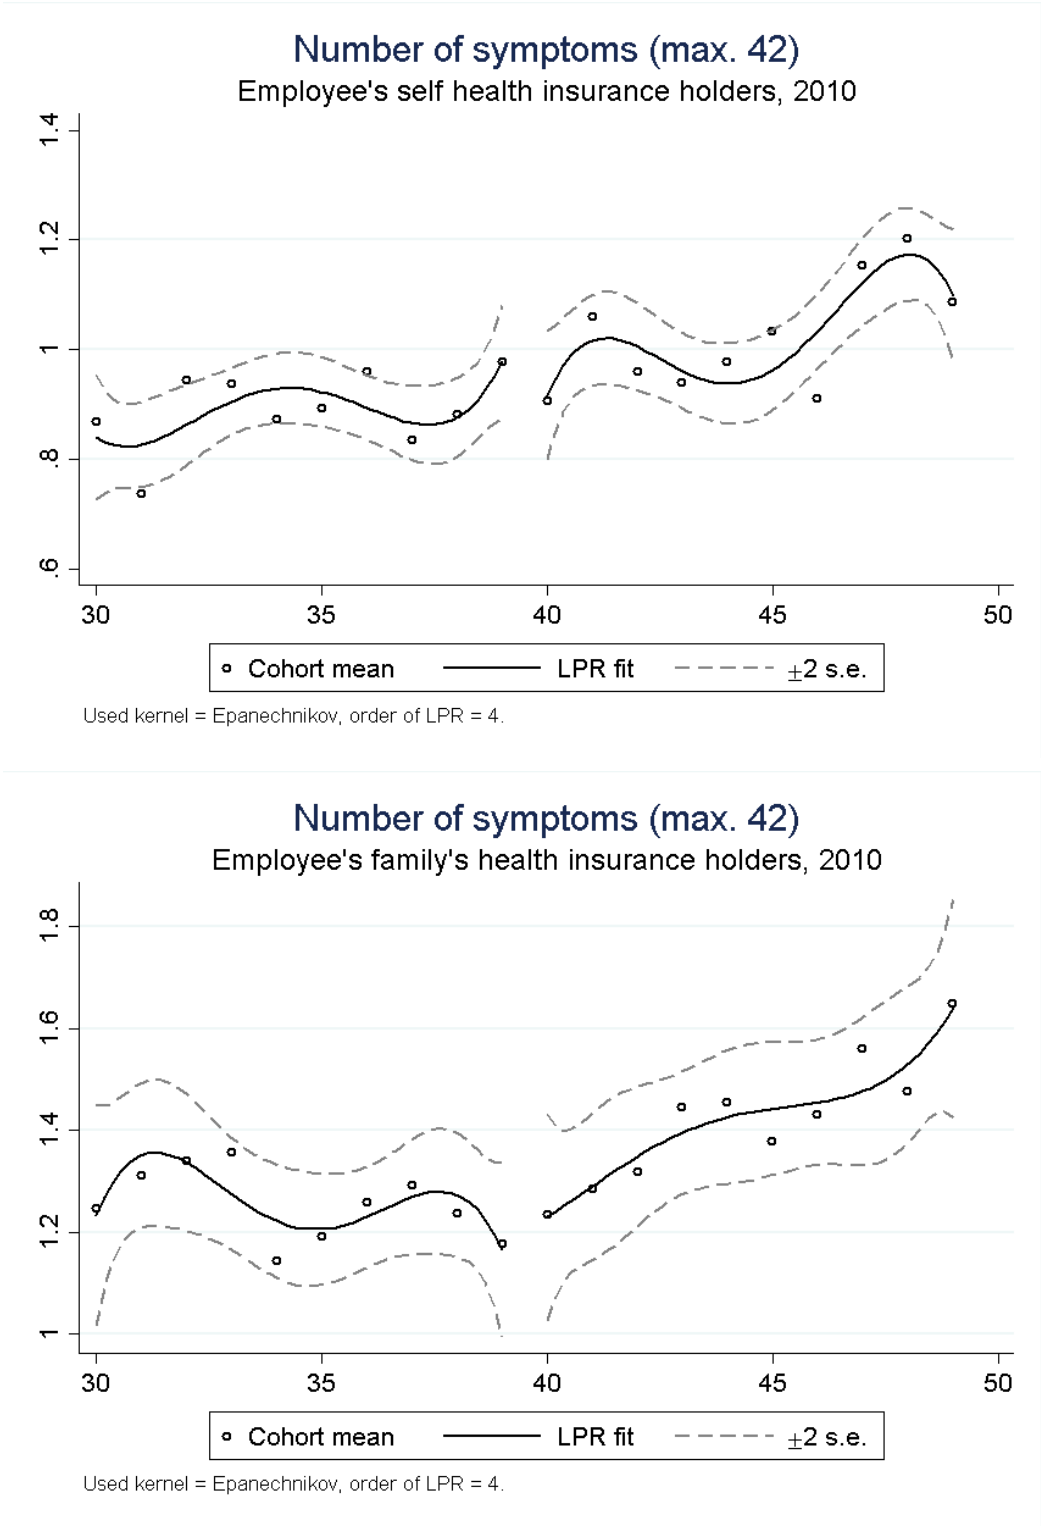 Number of symptoms (max. 42)
Employee's self health insurance holders, 2010
1.4
1.2
1
.8
.6
30 35 40 45 50
Cohort mean LPR fit ±2 s.e.
Used kernel = Epanechnikov, order of LPR = 4.
Number of symptoms (max. 42)
Employee's family's health insurance holders, 2010
1.8
1.6
1.4
1.2
1
30 35 40 45 50
Cohort mean LPR fit ±2 s.e.
Used kernel = Epanechnikov, order of LPR = 4.